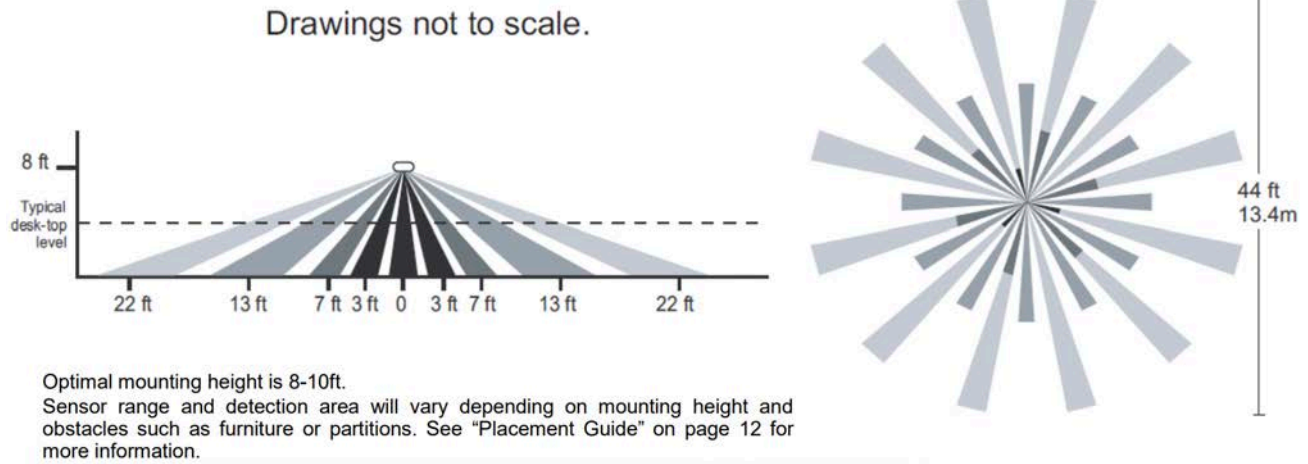 Drawings not to scale.
8 ft
Typical
desk-top
level
22 ft 13 ft 7 ft 3 ft 0 3 ft 7 ft 13 ft 22 ft
44 ft
13.4m
Optimal mounting height is 8-10ft.
Sensor range and detection area will vary depending on mounting height and
obstacles such as furniture or partitions. See “Placement Guide” on page 12 for
more information.